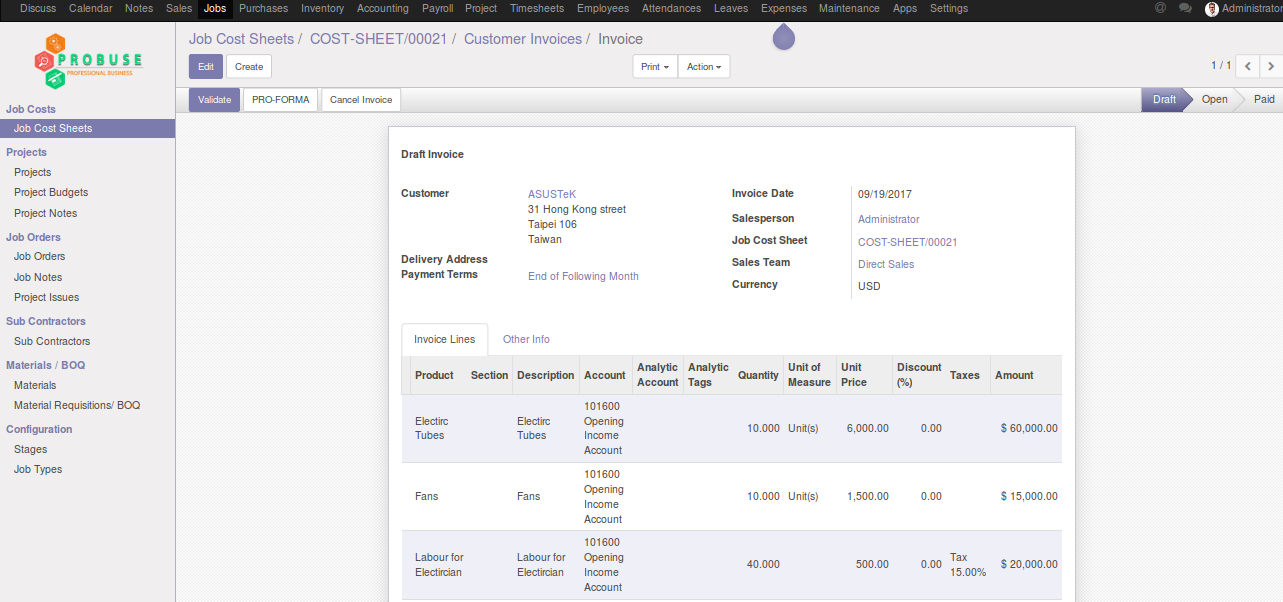 Discuss Calendar Notes Sales Jobs Purchases Inventory Accounting Payroll Project Timesheets Employees Attendances Leaves Expenses Maintenance Apps Settings @ Administrator
PROBUSE
PROFESSIONAL BUSINESS
Job Costs
Job Cost Sheets
Projects
Projects
Project Budgets
Project Notes
Job Orders
Job Orders
Job Notes
Project Issues
Sub Contractors
Sub Contractors
Materials / BOQ
Materials
Material Requisitions/ BOQ
Configuration
Stages
Job Types
Job Cost Sheets / COST-SHEET/00021 / Customer Invoices / Invoice
Edit Create Print Action 1 / 1
Validate PRO-FORMA Cancel Invoice Draft Open Paid
Draft Invoice
Customer ASUSTeK
31 Hong Kong street
Taipei 106
Taiwan
Delivery Address
Payment Terms End of Following Month
Invoice Date 09/19/2017
Salesperson Administrator
Job Cost Sheet COST-SHEET/00021
Sales Team Direct Sales
Currency USD
Invoice Lines Other Info
Product Section Description Account Analytic Account Analytic Tags Quantity Unit of Measure Unit Price Discount (%) Taxes Amount
Electirc Tubes Electirc Tubes 101600 Opening Income Account 10.000 Unit(s) 6,000.00 0.00 $ 60,000.00
Fans Fans 101600 Opening Income Account 10.000 Unit(s) 1,500.00 0.00 $ 15,000.00
Labour for Electircian Labour for Electircian 101600 Opening Income Account 40.000 500.00 0.00 Tax 15.00% $ 20,000.00